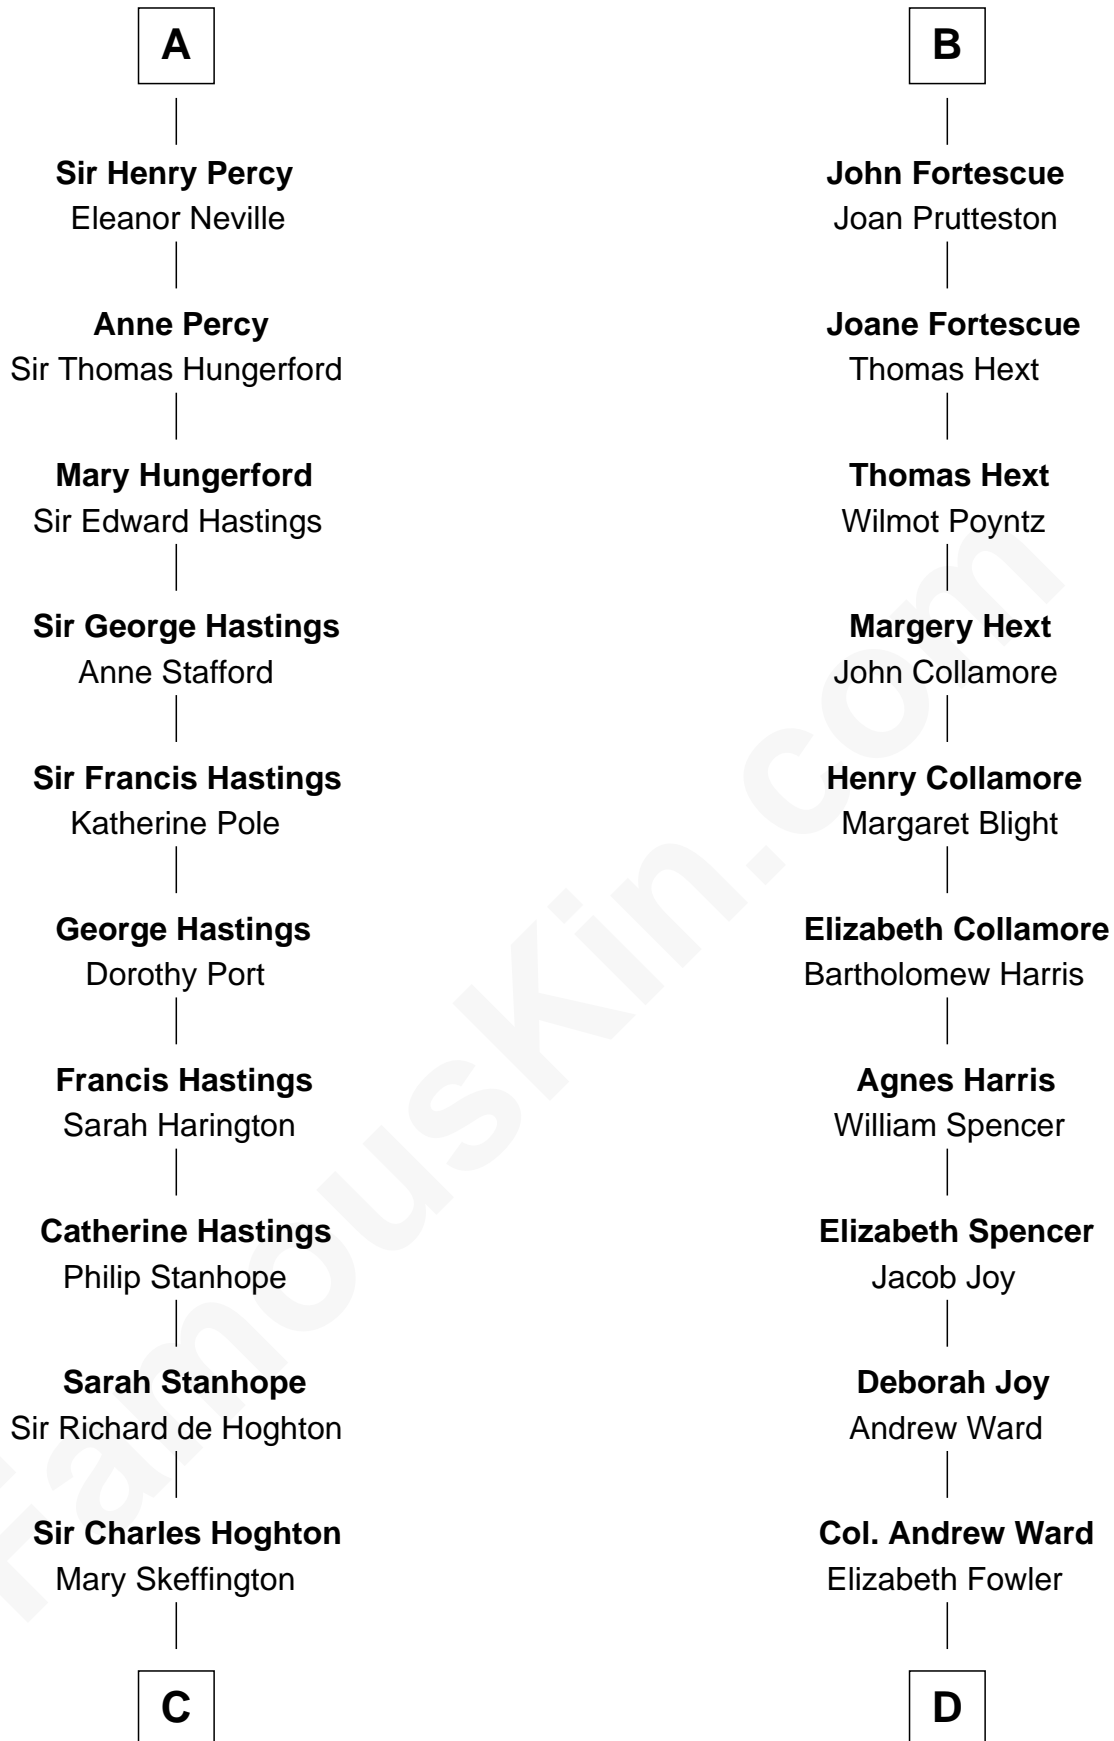 A
Sir Henry Percy
Eleanor Neville
Anne Percy
Sir Thomas Hungerford
Mary Hungerford
Sir Edward Hastings
Sir George Hastings
Anne Stafford
Sir Francis Hastings
Katherine Pole
George Hastings
Dorothy Port
Francis Hastings
Sarah Harington
Catherine Hastings
Philip Stanhope
Sarah Stanhope
Sir Richard de Hoghton
Sir Charles Hoghton
Mary Skeffington
C
B
John Fortescue
Joan Prutteston
Joane Fortescue
Thomas Hext
Thomas Hext
Wilmot Poyntz
Margery Hext
John Collamore
Henry Collamore
Margaret Blight
Elizabeth Collamore
Bartholomew Harris
Agnes Harris
William Spencer
Elizabeth Spencer
Jacob Joy
Deborah Joy
Andrew Ward
Col. Andrew Ward
Elizabeth Fowler
D
FamousKin.com